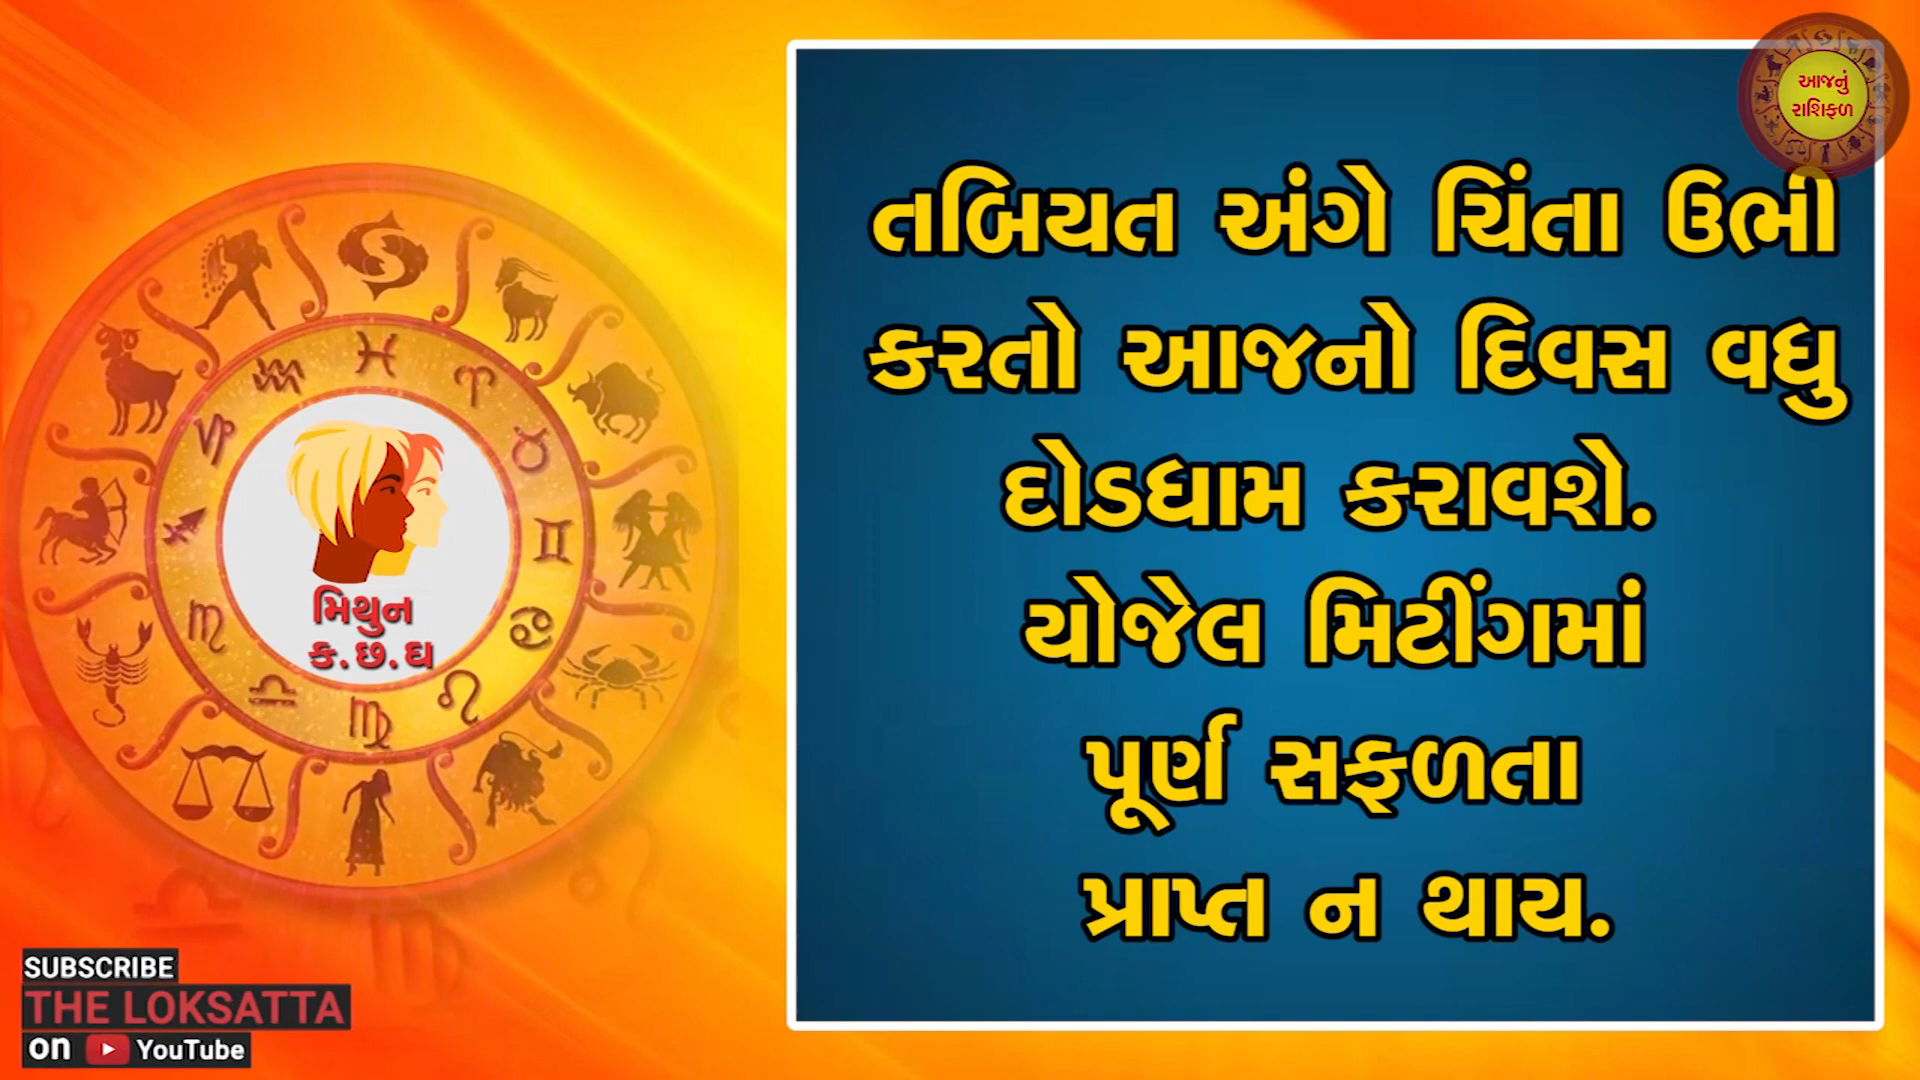 આજનું
રાશિફળ
તબિયત અંગે ચિંતા ઉભી
કરતો આજનો દિવસ વધુ
દોડધામ કરાવશે.
યોજેલ મિટીંગમાં
પૂર્ણ સફળતા
પ્રાપ્ત ન થાય.
મિથુન
ક.છ.ઘ
SUBSCRIBE
THE LOKSATTA
on YouTube